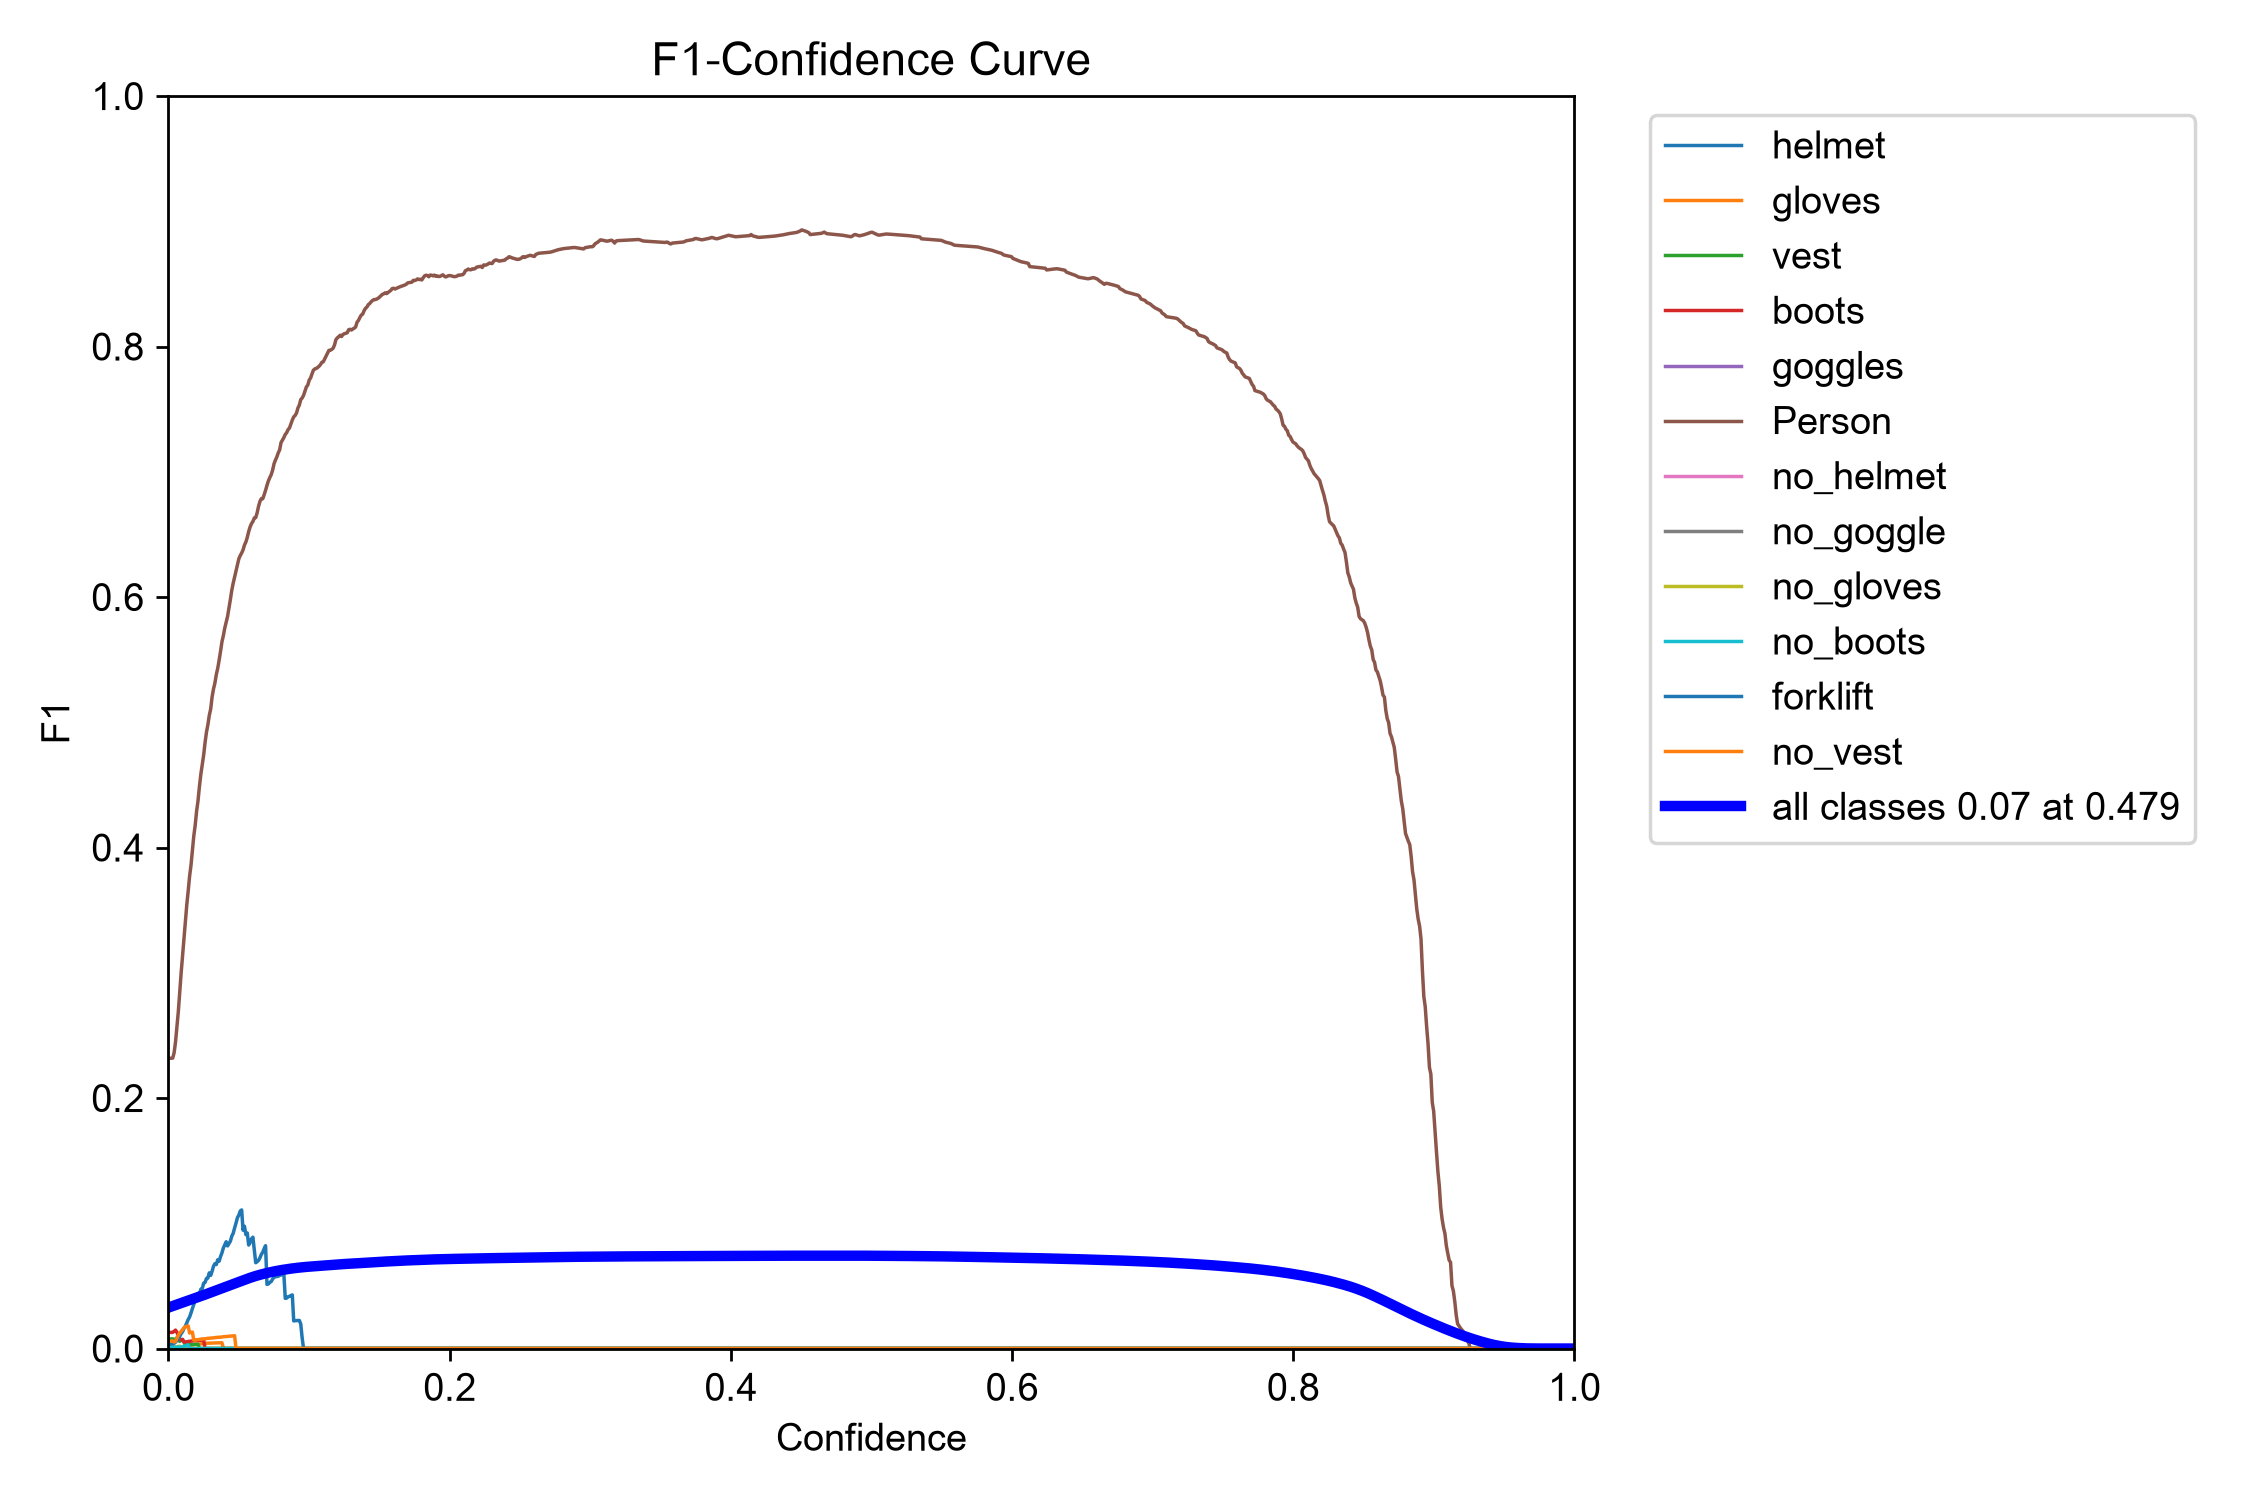 F1-Confidence Curve
1.0
0.8
0.6
0.4
0.2
0.0
F1
0.0 0.2 0.4 0.6 0.8 1.0
Confidence
helmet
gloves
vest
boots
goggles
Person
no_helmet
no_goggle
no_gloves
no_boots
forklift
no_vest
all classes 0.07 at 0.479